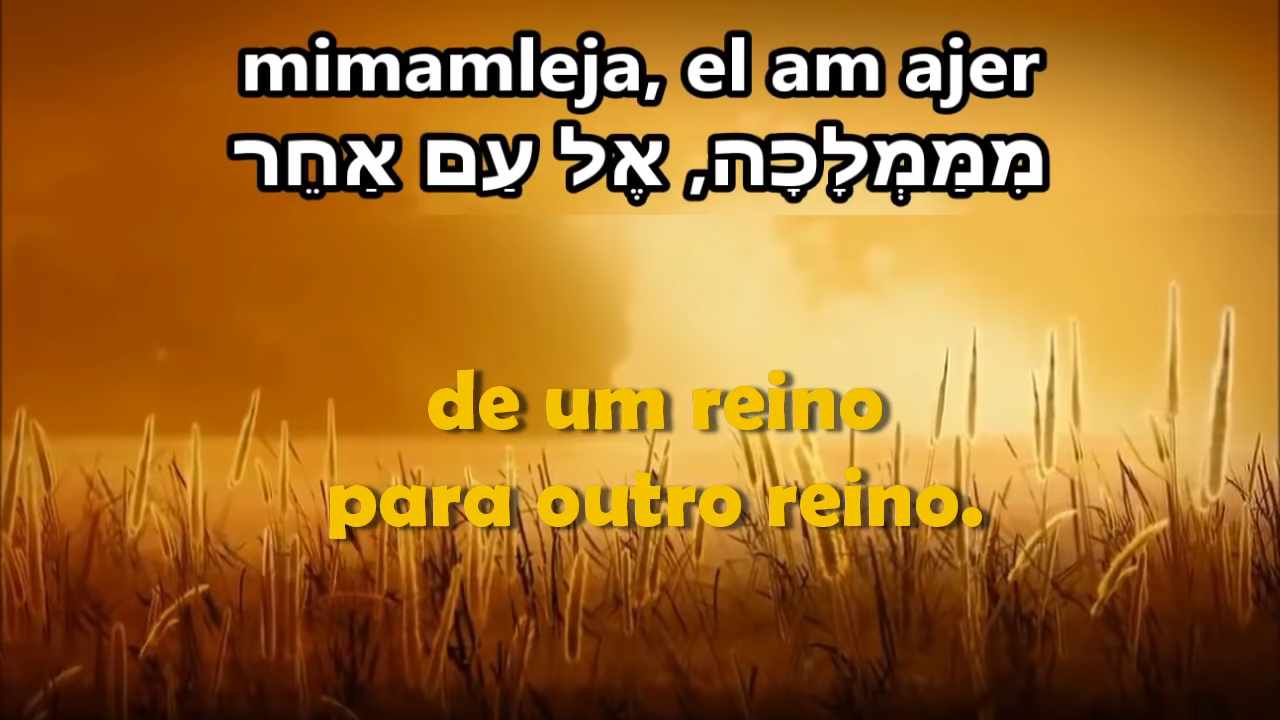 mimamleja, el am ajer
מִמַמְלָכָּה, אֶל עַם אַחֵר
de um reino
para outro reino.